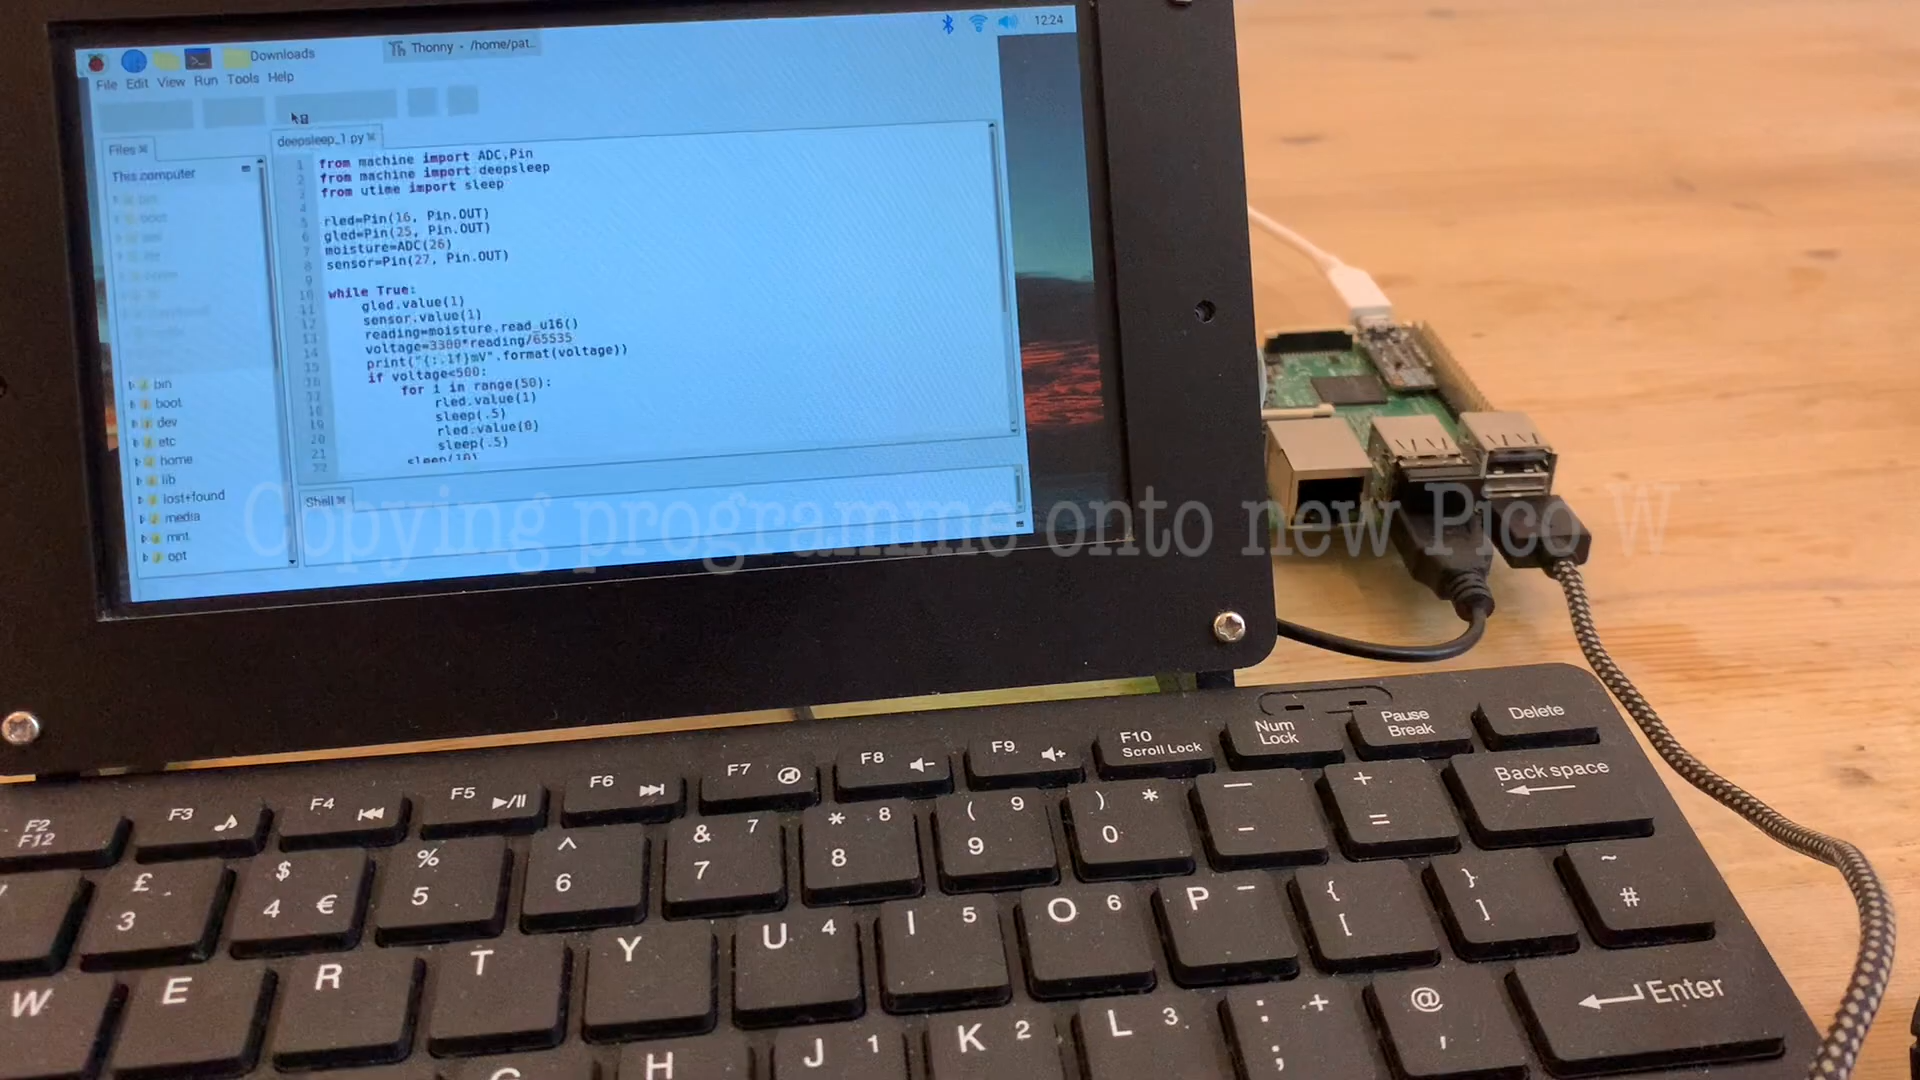 12:24
Downloads
Thonny - /home/pat...
File Edit View Run Tools Help
Files
deepsleep_1.py
This computer
bin
boot
dev
etc
home
lib
lost+found
media
mnt
opt
from machine import ADC,Pin
from machine import deepsleep
from utime import sleep
rled=Pin(16, Pin.OUT)
gled=Pin(25, Pin.OUT)
moisture=ADC(26)
sensor=Pin(27, Pin.OUT)
while True:
gled.value(1)
sensor.value(1)
reading=moisture.read_u16()
voltage=3300*reading/65535
print("{:.1f}mV".format(voltage))
if voltage<500:
for i in range(50):
rled.value(1)
sleep(.5)
rled.value(0)
sleep(.5)
sleep(10)
Shell
Copying programme onto new Pico W
F2 F3 F4 F5 F6 F7 F8 F9 F10 Num Lock Pause Break Delete
F12 Scroll Lock
£ 3 $ 4 € % 5 ^ 6 & 7 7 * 8 8 ( 9 9 ) 0 * — - + = Back space
W E R T Y U 4 I 5 O 6 P { [ } ] ~ #
H J 1 K 2 L 3 : ; + @ , Enter